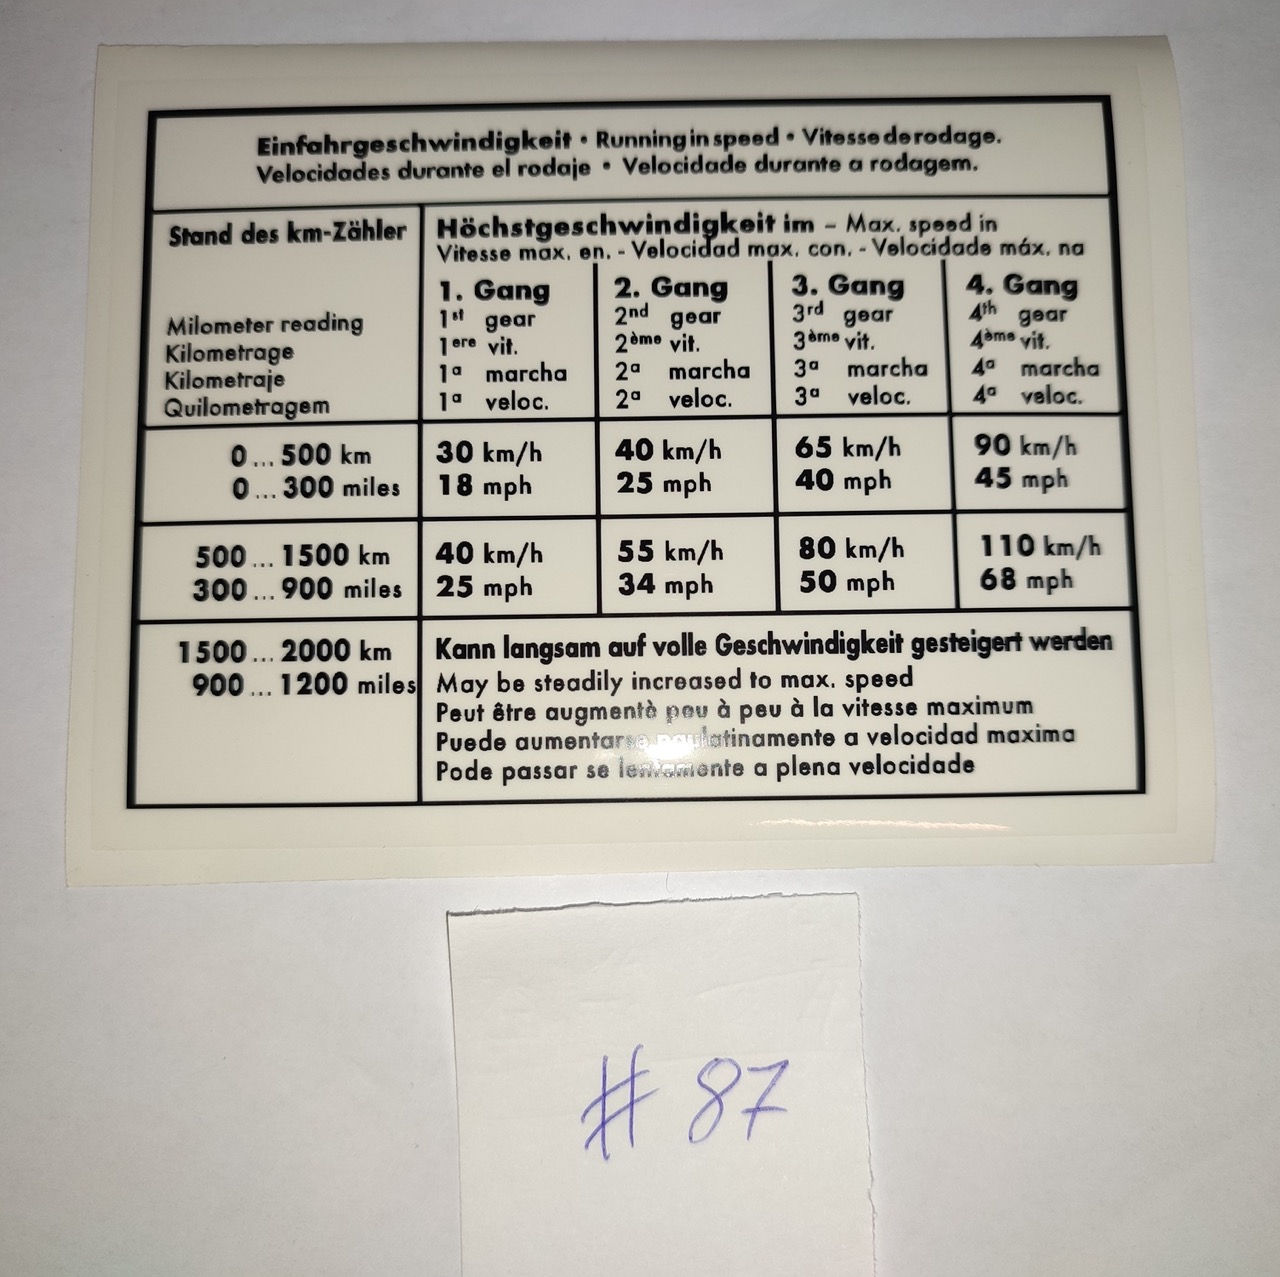 Einfahrgeschwindigkeit • Running in speed • Vitesse de rodage.
Velocidades durante el rodaje • Velocidade durante a rodagem.
Stand des km-Zähler
Milometer reading
Kilometrage
Kilometraje
Quilometragem
Höchstgeschwindigkeit im – Max. speed in
Vitesse max. en. - Velocidad max. con. - Velocidade máx. na
1. Gang 2. Gang 3. Gang 4. Gang
1st gear 2nd gear 3rd gear 4th gear
1ere vit. 2ème vit. 3ème vit. 4ème vit.
1ª marcha 2ª marcha 3ª marcha 4ª marcha
1ª veloc. 2ª veloc. 3ª veloc. 4ª veloc.
0 ... 500 km 30 km/h 40 km/h 65 km/h 90 km/h
0 ... 300 miles 18 mph 25 mph 40 mph 45 mph
500 ... 1500 km 40 km/h 55 km/h 80 km/h 110 km/h
300 ... 900 miles 25 mph 34 mph 50 mph 68 mph
1500 ... 2000 km
900 ... 1200 miles
Kann langsam auf volle Geschwindigkeit gesteigert werden
May be steadily increased to max. speed
Peut être augmentè peu à peu à la vitesse maximum
Puede aumentarse paulatinamente a velocidad maxima
Pode passar se lentamente a plena velocidade
# 87